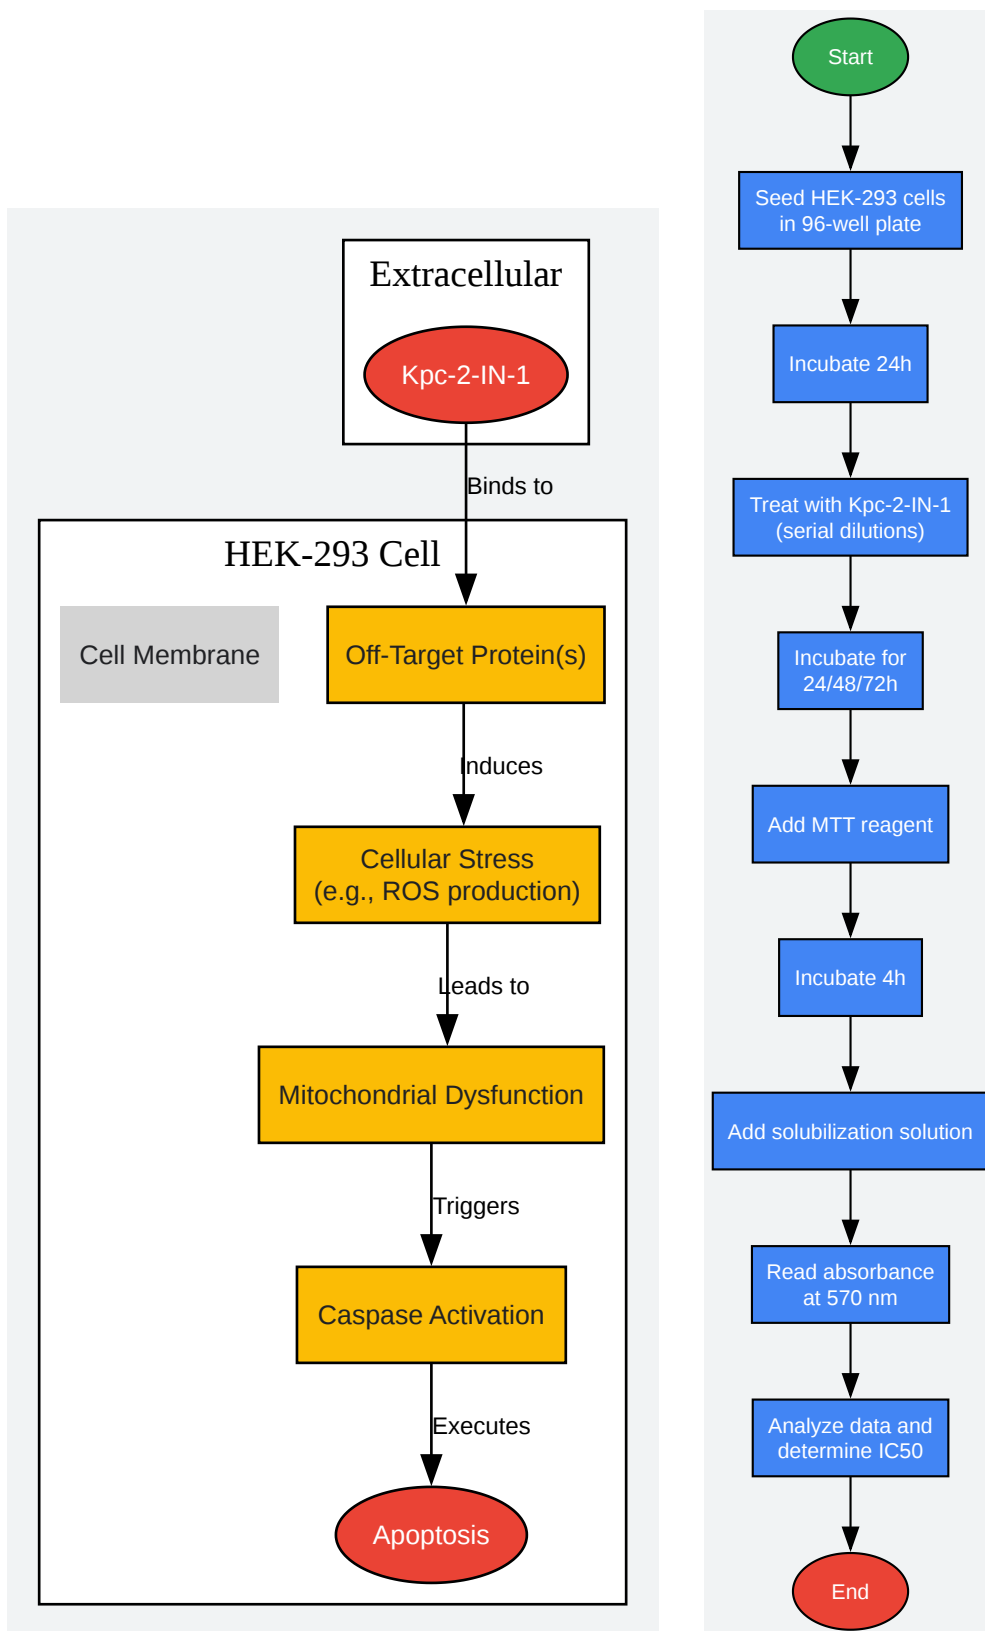 Extracellular
Kpc-2-IN-1
Binds to
HEK-293 Cell
Cell Membrane
Off-Target Protein(s)
Induces
Cellular Stress
(e.g., ROS production)
Leads to
Mitochondrial Dysfunction
Triggers
Caspase Activation
Executes
Apoptosis
Start
Seed HEK-293 cells
in 96-well plate
Incubate 24h
Treat with Kpc-2-IN-1
(serial dilutions)
Incubate for
24/48/72h
Add MTT reagent
Incubate 4h
Add solubilization solution
Read absorbance
at 570 nm
Analyze data and
determine IC50
End